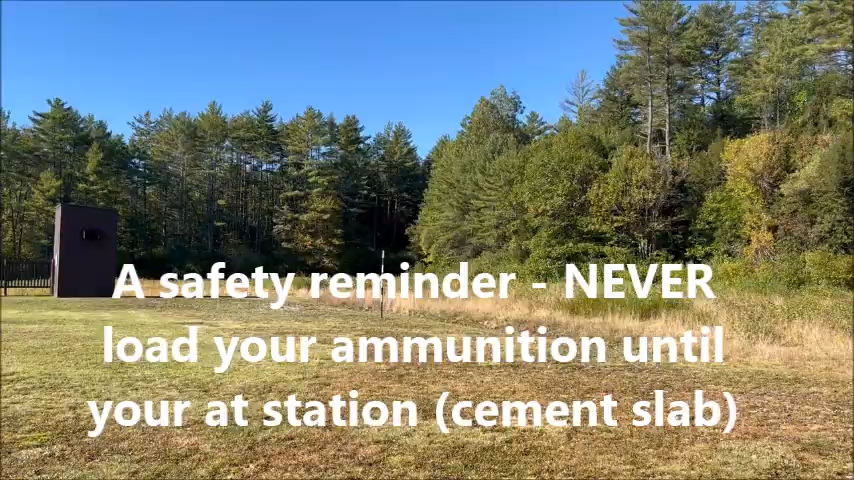 A safety reminder - NEVER
load your ammunition until
your at station (cement slab)